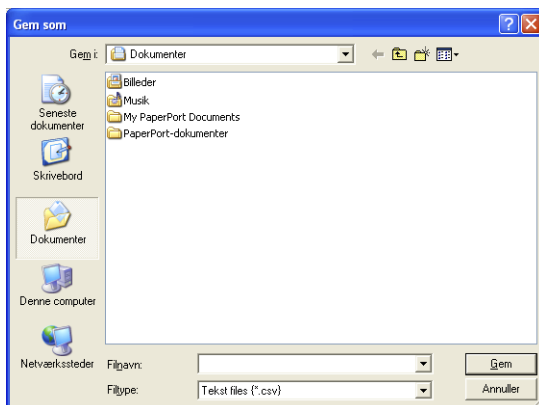 Gem som
Gem i:
Dokumenter
Billeder
Musik
My PaperPort Documents
PaperPort-dokumenter
Seneste
dokumenter
Skrivebord
Dokumenter
Denne computer
Netværkssteder
Filnavn:
Gem
Filtype:
Tekst files {*.csv}
Annuller